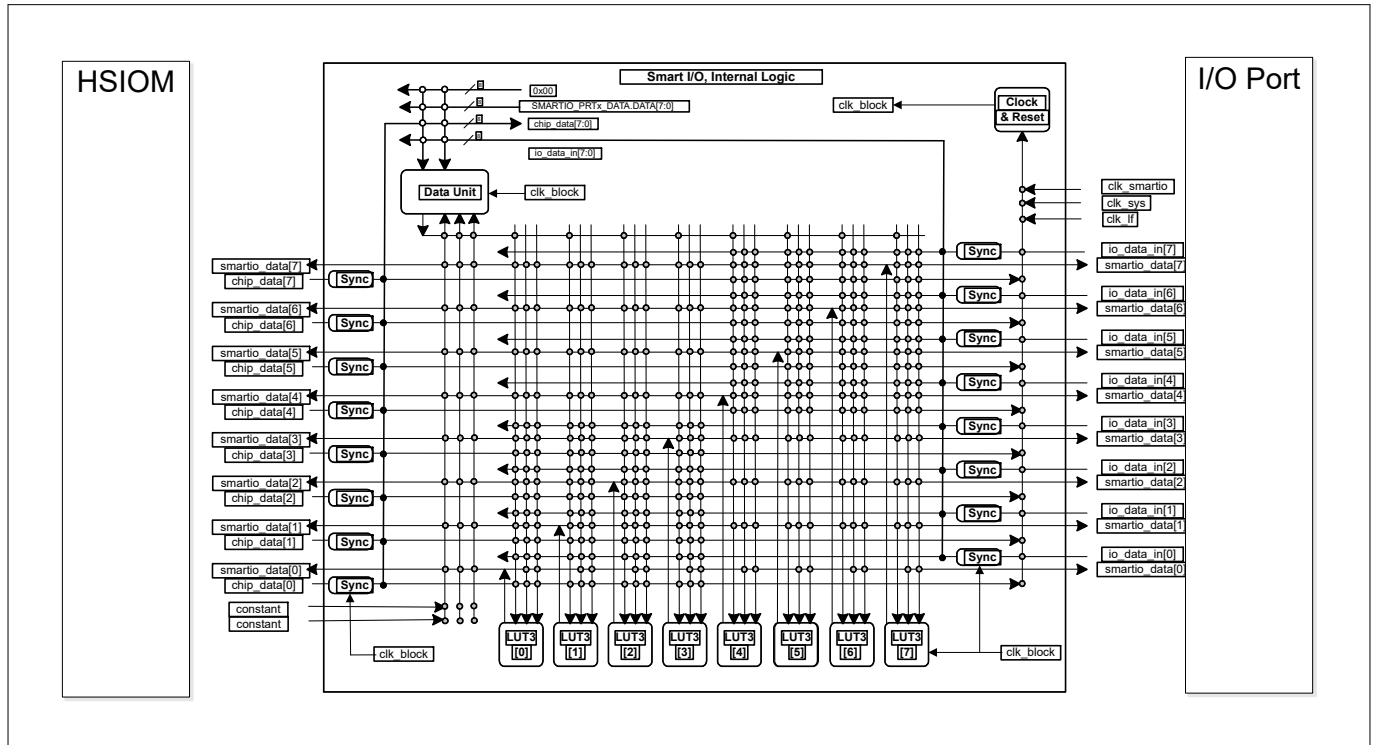 HSIOM
Smart I/O, Internal Logic
I/O Port
0x00
SMARTIO_PRTx_DATA.DATA[7:0]
chip_data[7:0]
io_data_in[7:0]
8
8
8
8
clk_block
Clock
& Reset
Data Unit
clk_block
clk_smartio
clk_sys
clk_lf
smartio_data[7]
chip_data[7]
Sync
Sync
io_data_in[7]
smartio_data[7]
smartio_data[6]
chip_data[6]
Sync
Sync
io_data_in[6]
smartio_data[6
smartio_data[5]
chip_data[5]
Sync
Sync
io_data_in[5]
smartio_data[5
smartio_data[4]
chip_data[4]
Sync
Sync
io_data_in[4]
smartio_data[4]
smartio_data[3]
chip_data[3]
Sync
Sync
io_data_in[3]
smartio_data[3
smartio_data[2]
chip_data[2]
Sync
Sync
io_data_in[2]
smartio_data[2
smartio_data[1]
chip_data[1]
Sync
Sync
io_data_in[1]
smartio_data[1
smartio_data[0]
chip_data[0]
Sync
Sync
io_data_in[0]
smartio_data[0
constant
constant
clk_block
LUT3
[0]
LUT3
[1]
LUT3
[2]
LUT3
[3]
LUT3
[4]
LUT3
[5]
LUT3
[6]
LUT3
[7]
clk_block